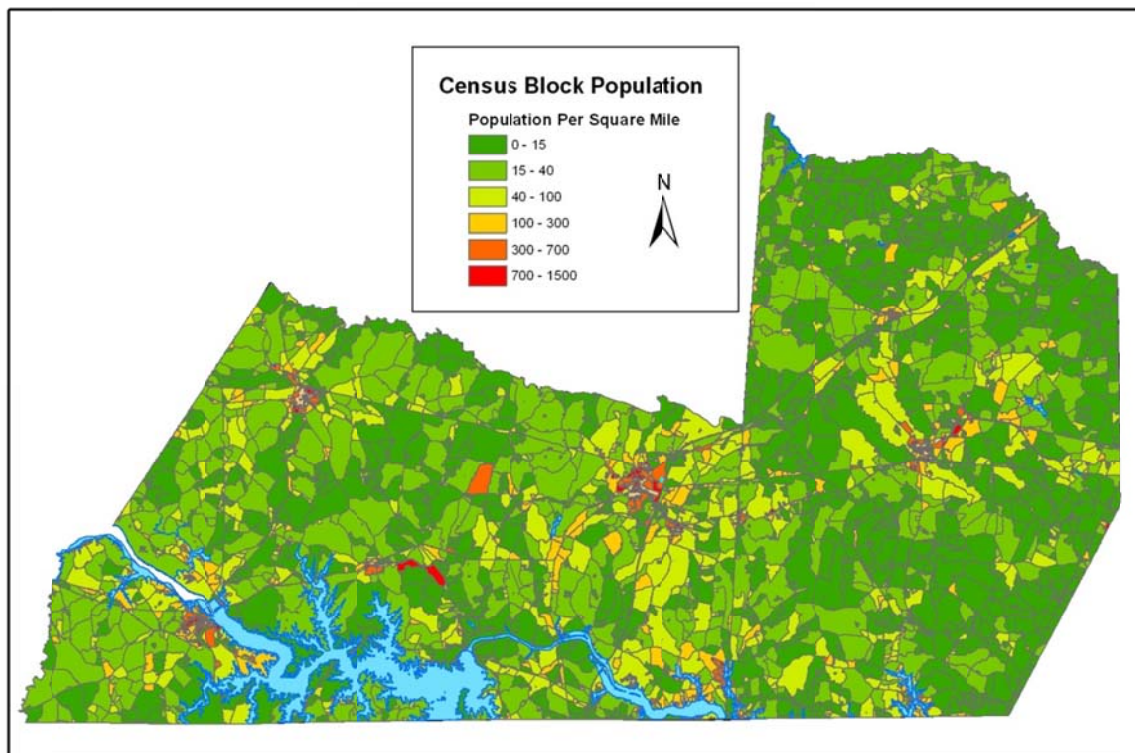 Census Block Population
Population Per Square Mile
0 - 15
15 - 40
40 - 100
100 - 300
300 - 700
700 - 1500
N